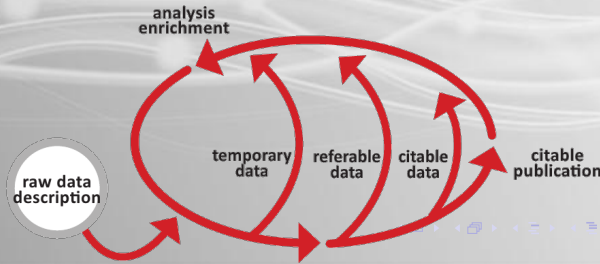 analysis
enrichment
temporary
data
referable
data
citable
data
citable
publication
raw data
description